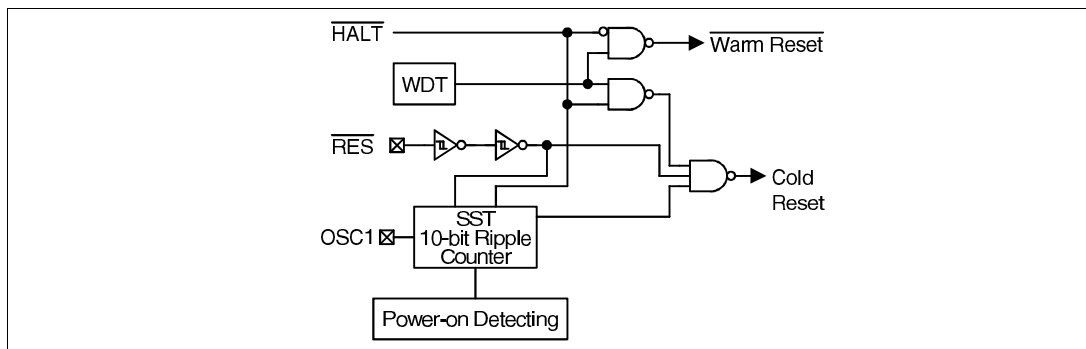 HALT
Warm Reset
WDT
RES
Cold
Reset
SST
10-bit Ripple
Counter
OSC1
Power-on Detecting